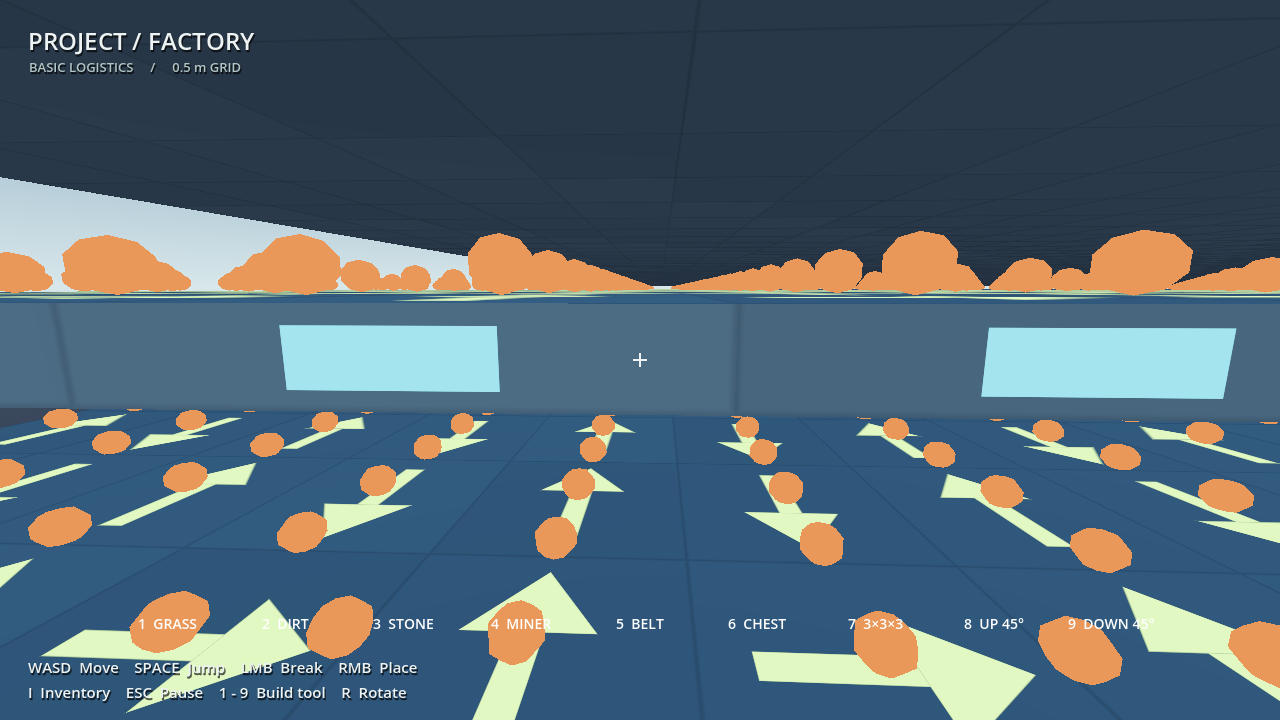 PROJECT / FACTORY
BASIC LOGISTICS / 0.5 m GRID
1 GRASS 2 DIRT 3 STONE 4 MINER 5 BELT 6 CHEST 7 3×3×3 8 UP 45° 9 DOWN 45°
WASD Move SPACE Jump LMB Break RMB Place
I Inventory ESC Pause 1 - 9 Build tool R Rotate